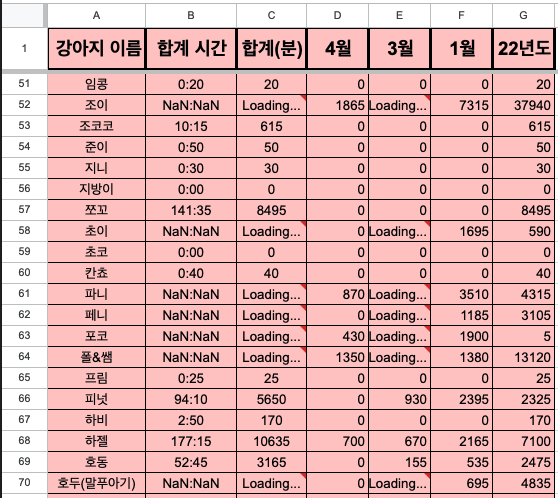 A B C D E F G
1 강아지 이름 합계 시간 합계(분) 4월 3월 1월 22년도
51 임콩 0:20 20 0 0 0 20
52 조이 NaN:NaN Loading... 1865 Loading... 7315 37940
53 조코코 10:15 615 0 0 0 615
54 준이 0:50 50 0 0 0 50
55 지니 0:30 30 0 0 0 30
56 지방이 0:00 0 0 0 0 0
57 쪼꼬 141:35 8495 0 0 0 8495
58 초이 NaN:NaN Loading... 0 Loading... 1695 590
59 초코 0:00 0 0 0 0 0
60 칸쵸 0:40 40 0 0 0 40
61 파니 NaN:NaN Loading... 870 Loading... 3510 4315
62 페니 NaN:NaN Loading... 0 Loading... 1185 3105
63 포코 NaN:NaN Loading... 430 Loading... 1900 5
64 폴&쌤 NaN:NaN Loading... 1350 Loading... 1380 13120
65 프림 0:25 25 0 0 0 25
66 피넛 94:10 5650 0 930 2395 2325
67 하비 2:50 170 0 0 0 170
68 하젤 177:15 10635 700 670 2165 7100
69 호동 52:45 3165 0 155 535 2475
70 호두(말푸아기) NaN:NaN Loading... 0 Loading... 695 4835